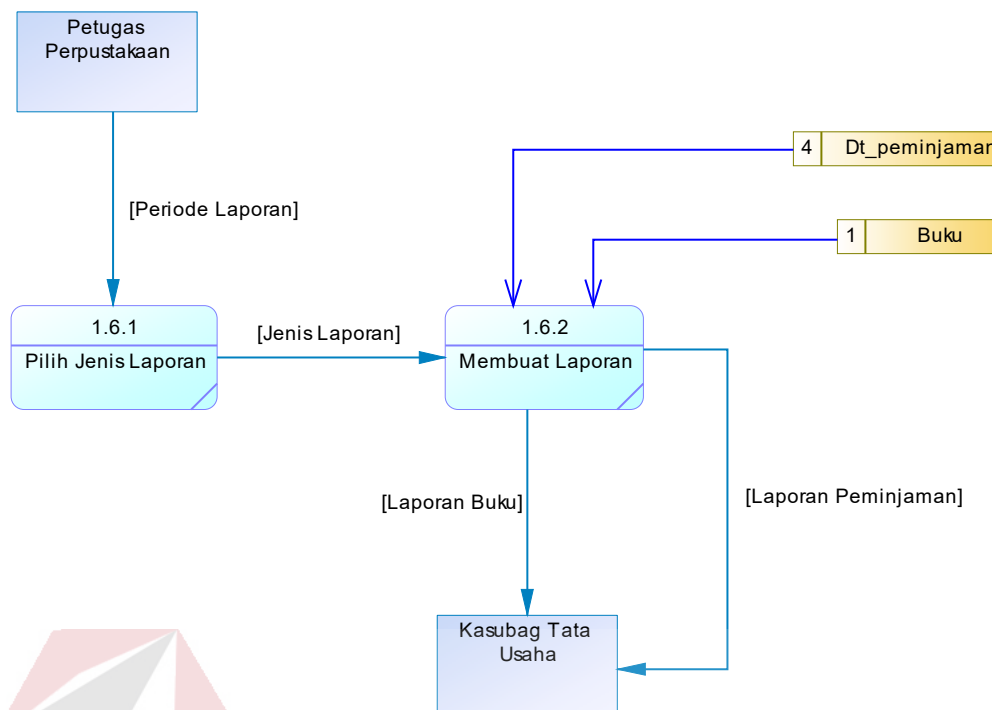 Petugas
Perpustakaan
4 Dt_peminjaman
[Periode Laporan]
1 Buku
1.6.1
Pilih Jenis Laporan
[Jenis Laporan]
1.6.2
Membuat Laporan
[Laporan Buku]
[Laporan Peminjaman]
Kasubag Tata
Usaha